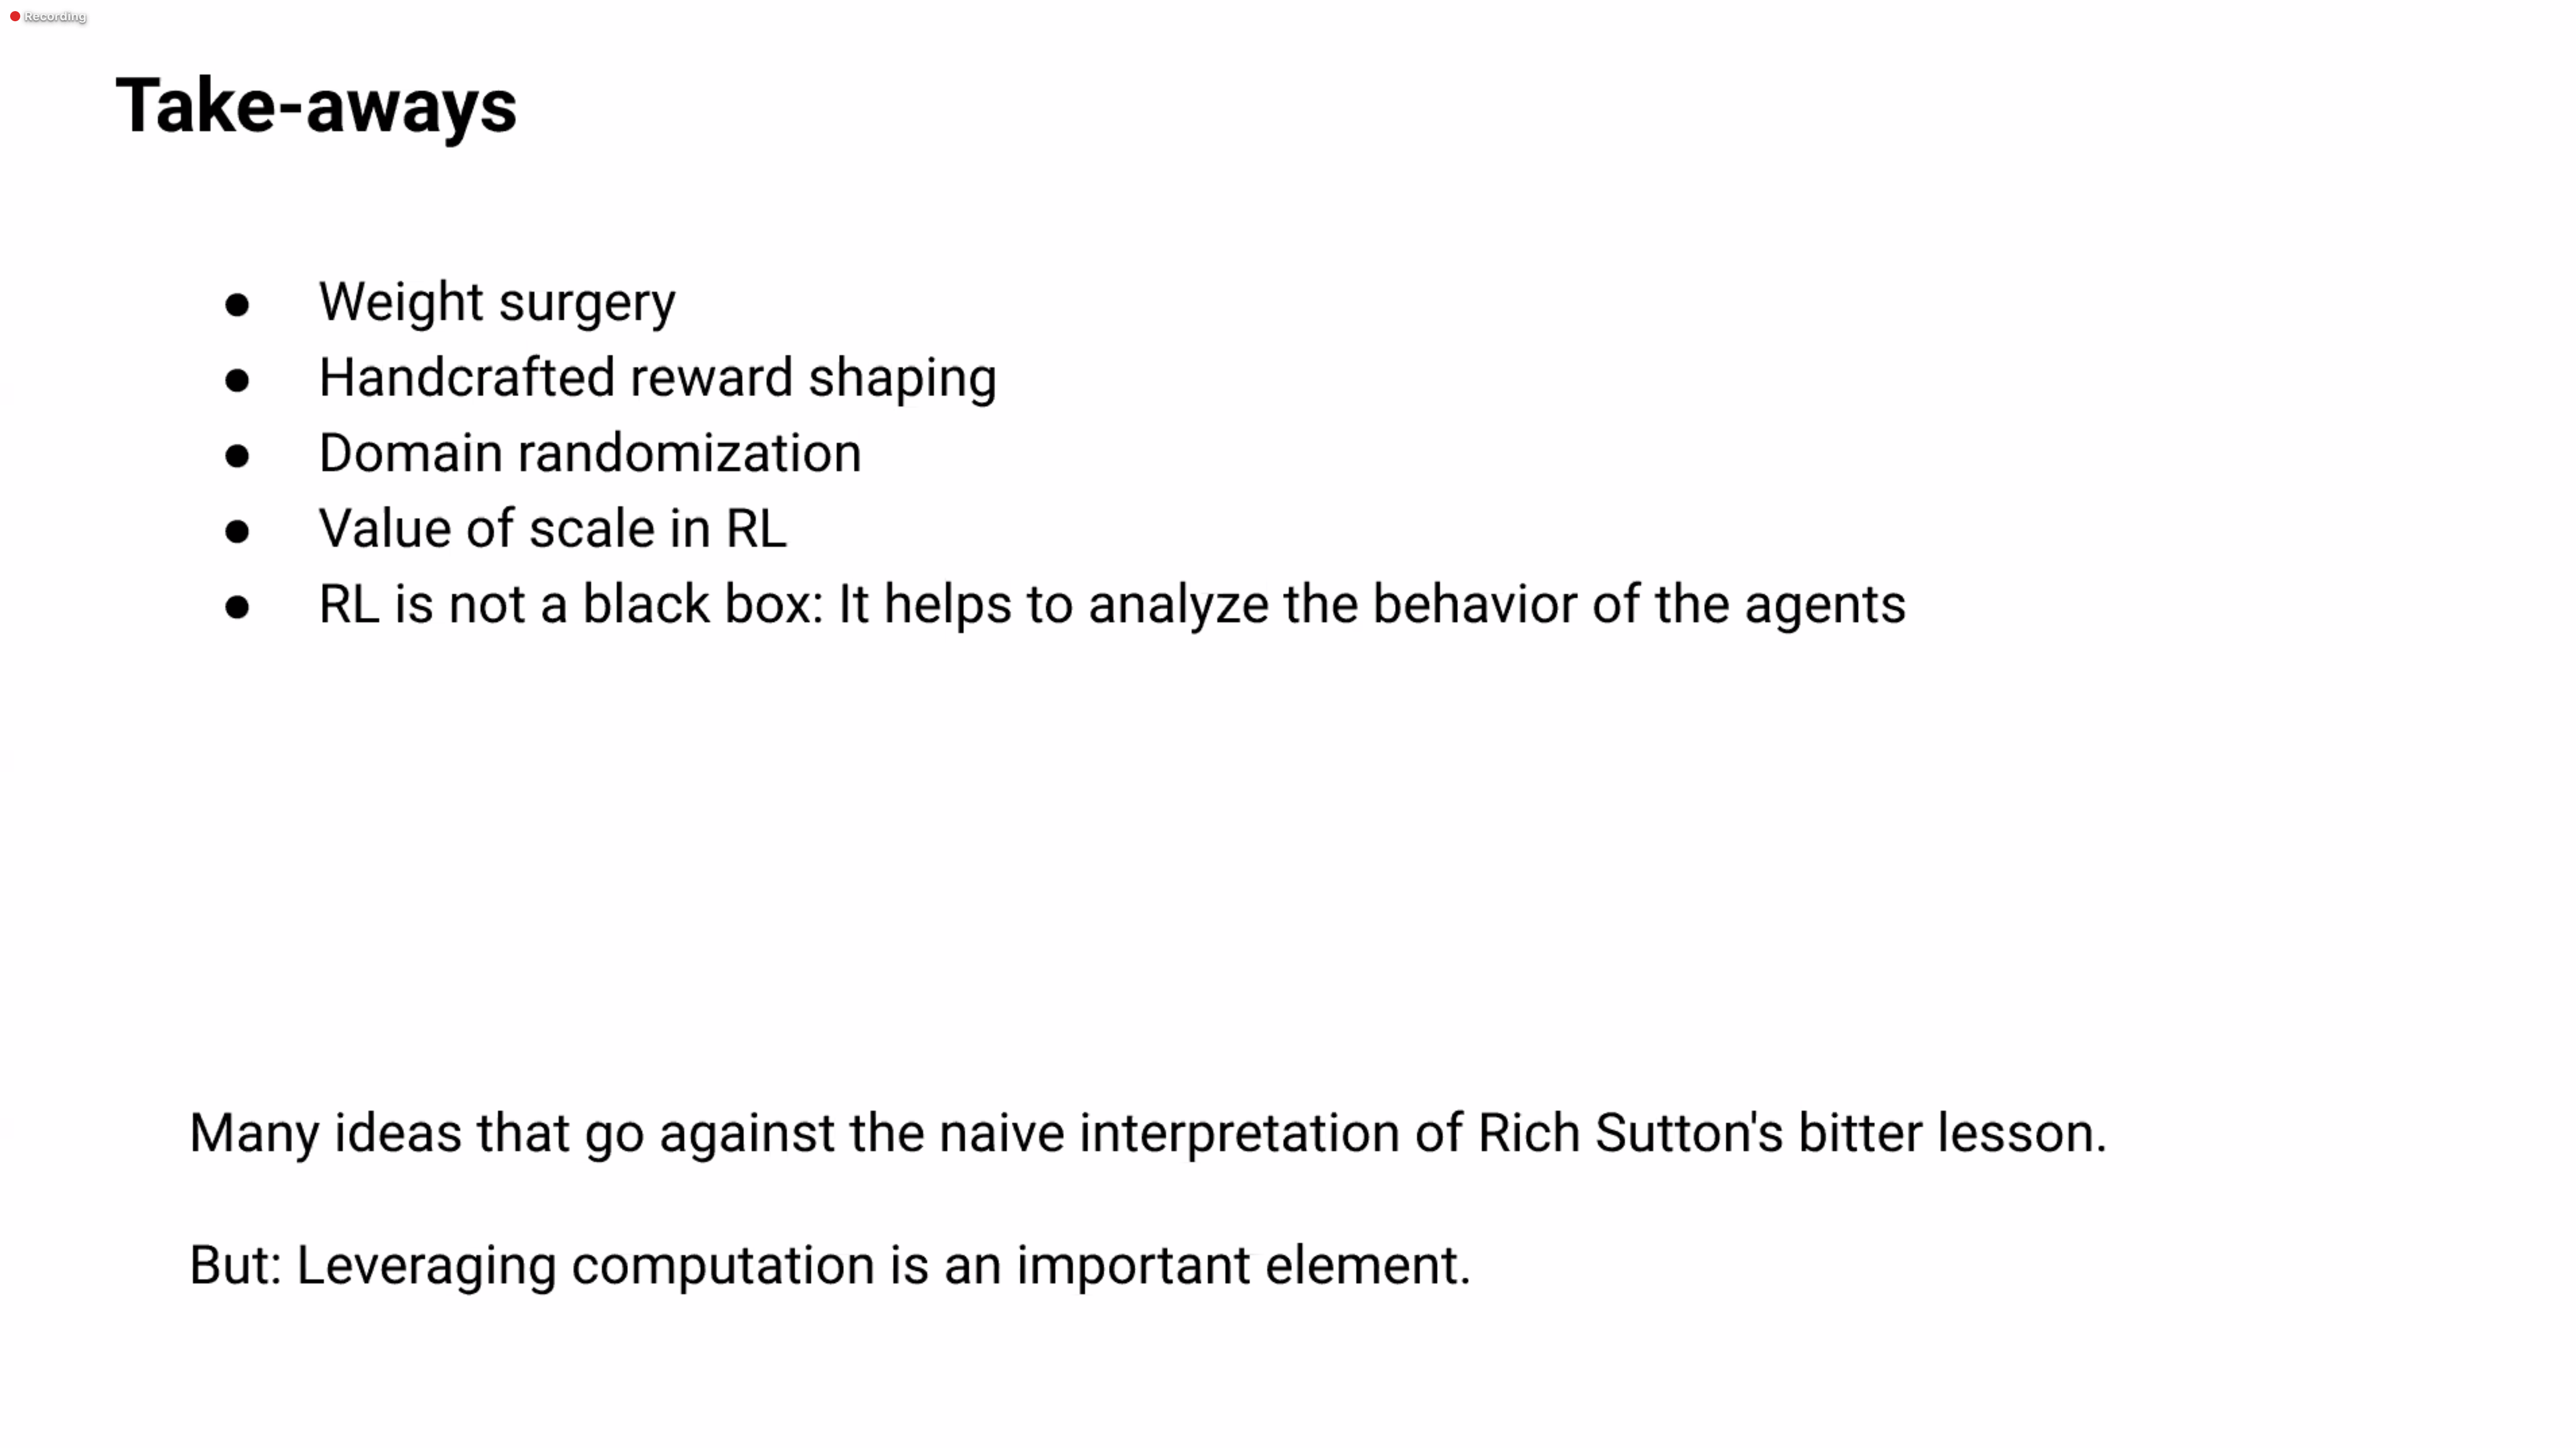 Recording
Take-aways
● Weight surgery
● Handcrafted reward shaping
● Domain randomization
● Value of scale in RL
● RL is not a black box: It helps to analyze the behavior of the agents
Many ideas that go against the naive interpretation of Rich Sutton's bitter lesson.
But: Leveraging computation is an important element.